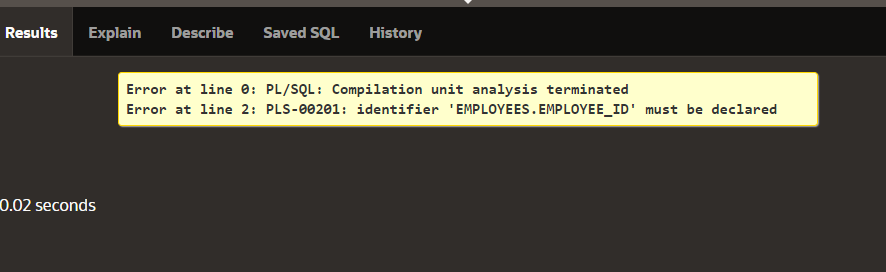 Results Explain Describe Saved SQL History
Error at line 0: PL/SQL: Compilation unit analysis terminated
Error at line 2: PLS-00201: identifier 'EMPLOYEES.EMPLOYEE_ID' must be declared
0.02 seconds